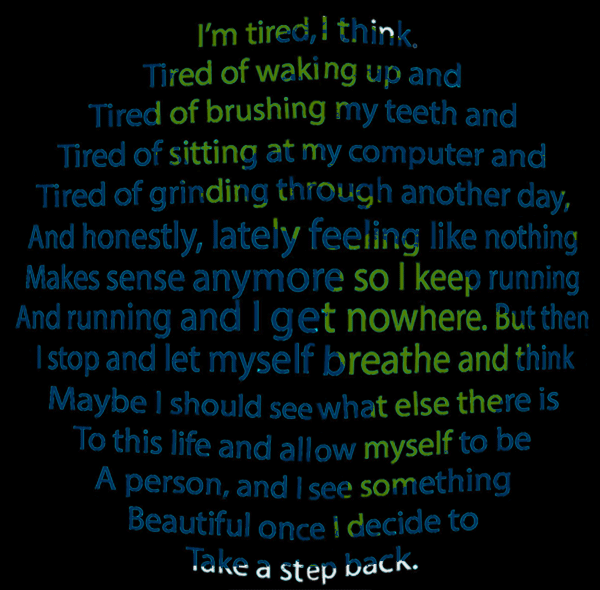 I'm tired, I think.
Tired of waking up and
Tired of brushing my teeth and
Tired of sitting at my computer and
Tired of grinding through another day,
And honestly, lately feeling like nothing
Makes sense anymore so I keep running
And running and I get nowhere. But then
I stop and let myself breathe and think
Maybe I should see what else there is
To this life and allow myself to be
A person, and I see something
Beautiful once I decide to
Take a step back.